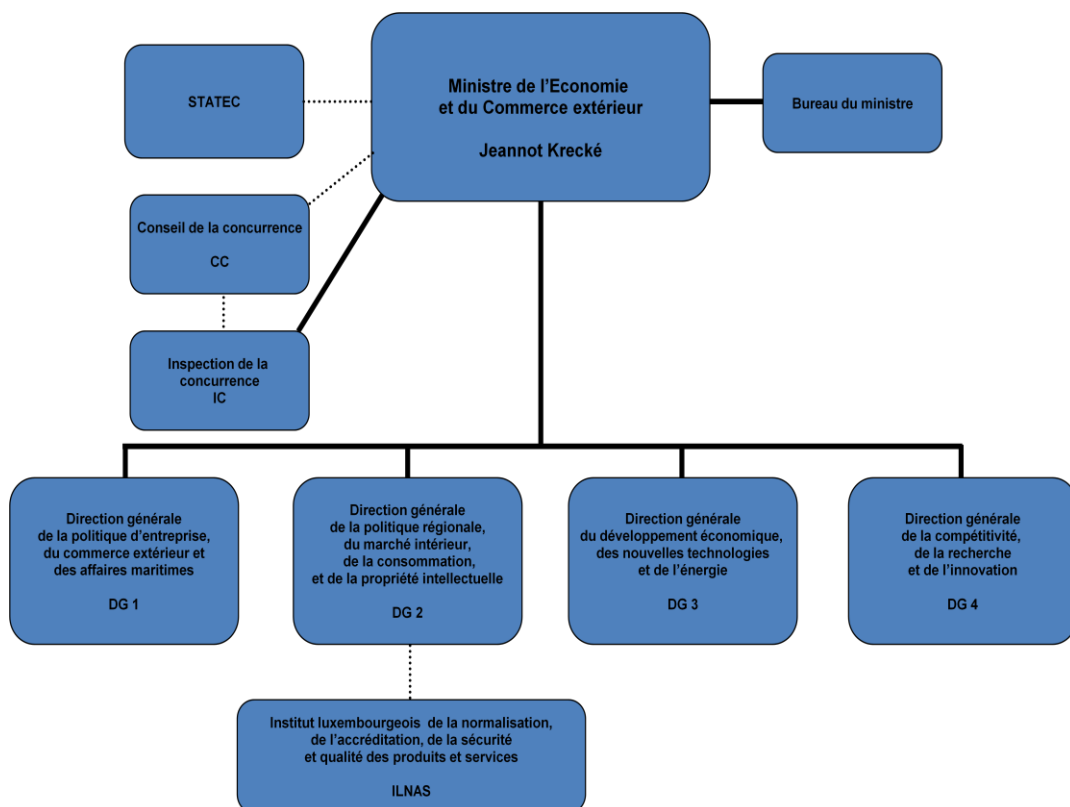 STATEC
Ministre de l'Economie
et du Commerce extérieur
Jeannot Krecké
Bureau du ministre
Conseil de la concurrence
CC
Inspection de la
concurrence
IC
Direction générale
de la politique d'entreprise,
du commerce extérieur et
des affaires maritimes
DG 1
Direction générale
de la politique régionale,
du marché intérieur,
de la consommation,
et de la propriété intellectuelle
DG 2
Direction générale
du développement économique,
des nouvelles technologies
et de l'énergie
DG 3
Direction générale
de la compétitivité,
de la recherche
et de l'innovation
DG 4
Institut luxembourgeois de la normalisation,
de l'accréditation, de la sécurité
et qualité des produits et services
ILNAS